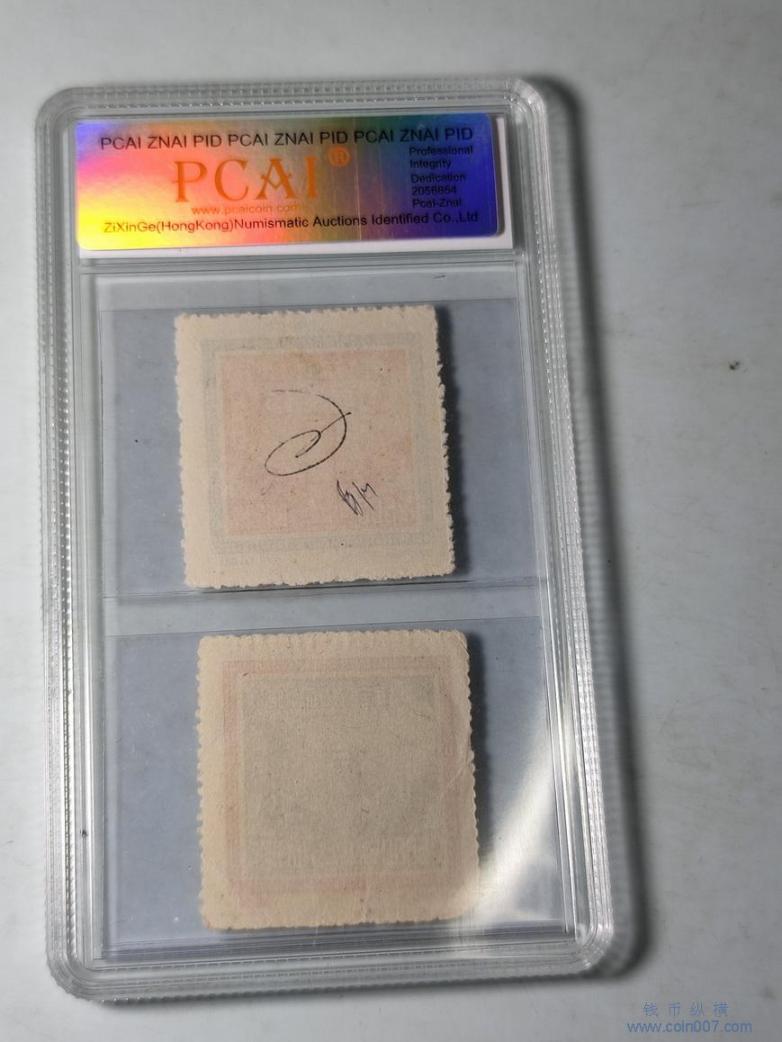 PCAI ZNAI PID PCAI ZNAI PID PCAI ZNAI PID
PCAI®
Professional
Integrity
Dedication
2056864
Pcai-Znai
www.pcaicoin.com
ZiXinGe(HongKong)Numismatic Auctions Identified Co.,Ltd
钱币纵横
www.coin007.com